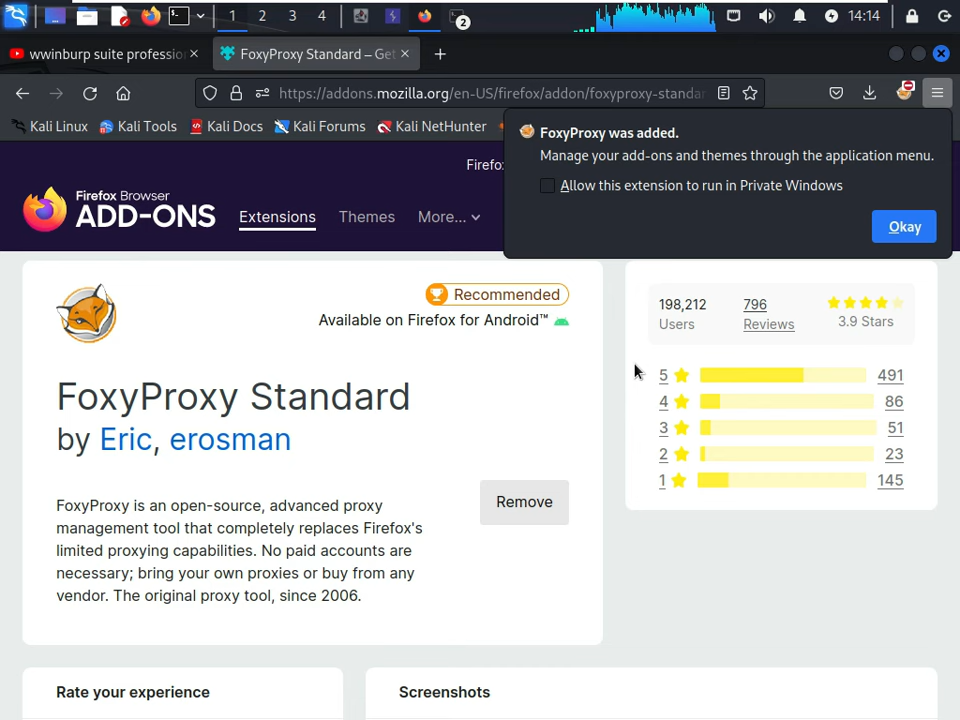 1 2 3 4 2 14:14
wwinburp suite professio
FoxyProxy Standard – Get
https://addons.mozilla.org/en-US/firefox/addon/foxyproxy-standar
Kali Linux Kali Tools Kali Docs Kali Forums Kali NetHunter
FoxyProxy was added.
Manage your add-ons and themes through the application menu.
Allow this extension to run in Private Windows
Okay
Firefo
Firefox Browser
ADD-ONS
Extensions Themes More...
Recommended
Available on Firefox for Android™
FoxyProxy Standard
by Eric, erosman
FoxyProxy is an open-source, advanced proxy
management tool that completely replaces Firefox's
limited proxying capabilities. No paid accounts are
necessary; bring your own proxies or buy from any
vendor. The original proxy tool, since 2006.
Remove
198,212
Users
796
Reviews
3.9 Stars
5 491
4 86
3 51
2 23
1 145
Rate your experience
Screenshots